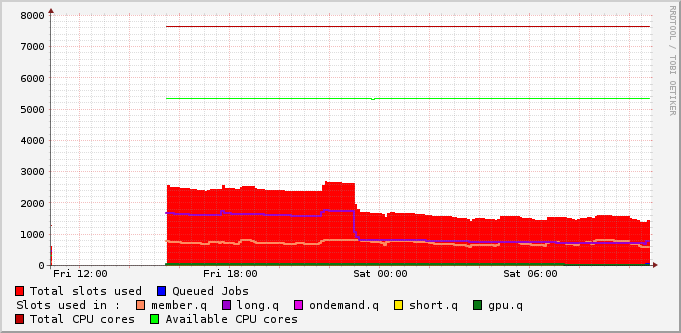 8000
7000
6000
5000
4000
3000
2000
1000
0
Fri 12:00 Fri 18:00 Sat 00:00 Sat 06:00
Total slots used Queued Jobs
Slots used in : member.q long.q ondemand.q short.q gpu.q
Total CPU cores Available CPU cores
RRDTOOL / TOBI OETIKER